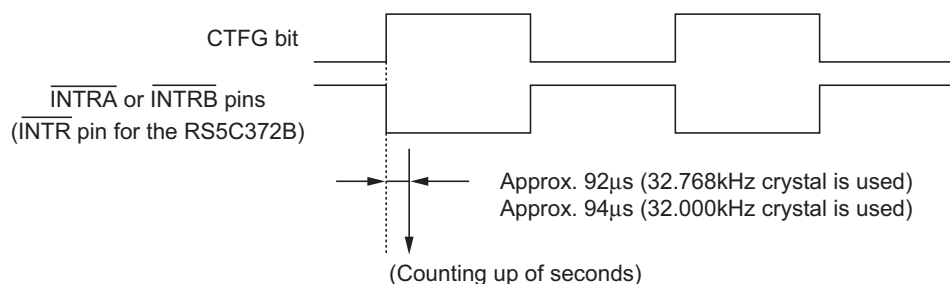 CTFG bit
INTRA or INTRB pins
(INTR pin for the RS5C372B)
Approx. 92μs (32.768kHz crystal is used)
Approx. 94μs (32.000kHz crystal is used)
(Counting up of seconds)